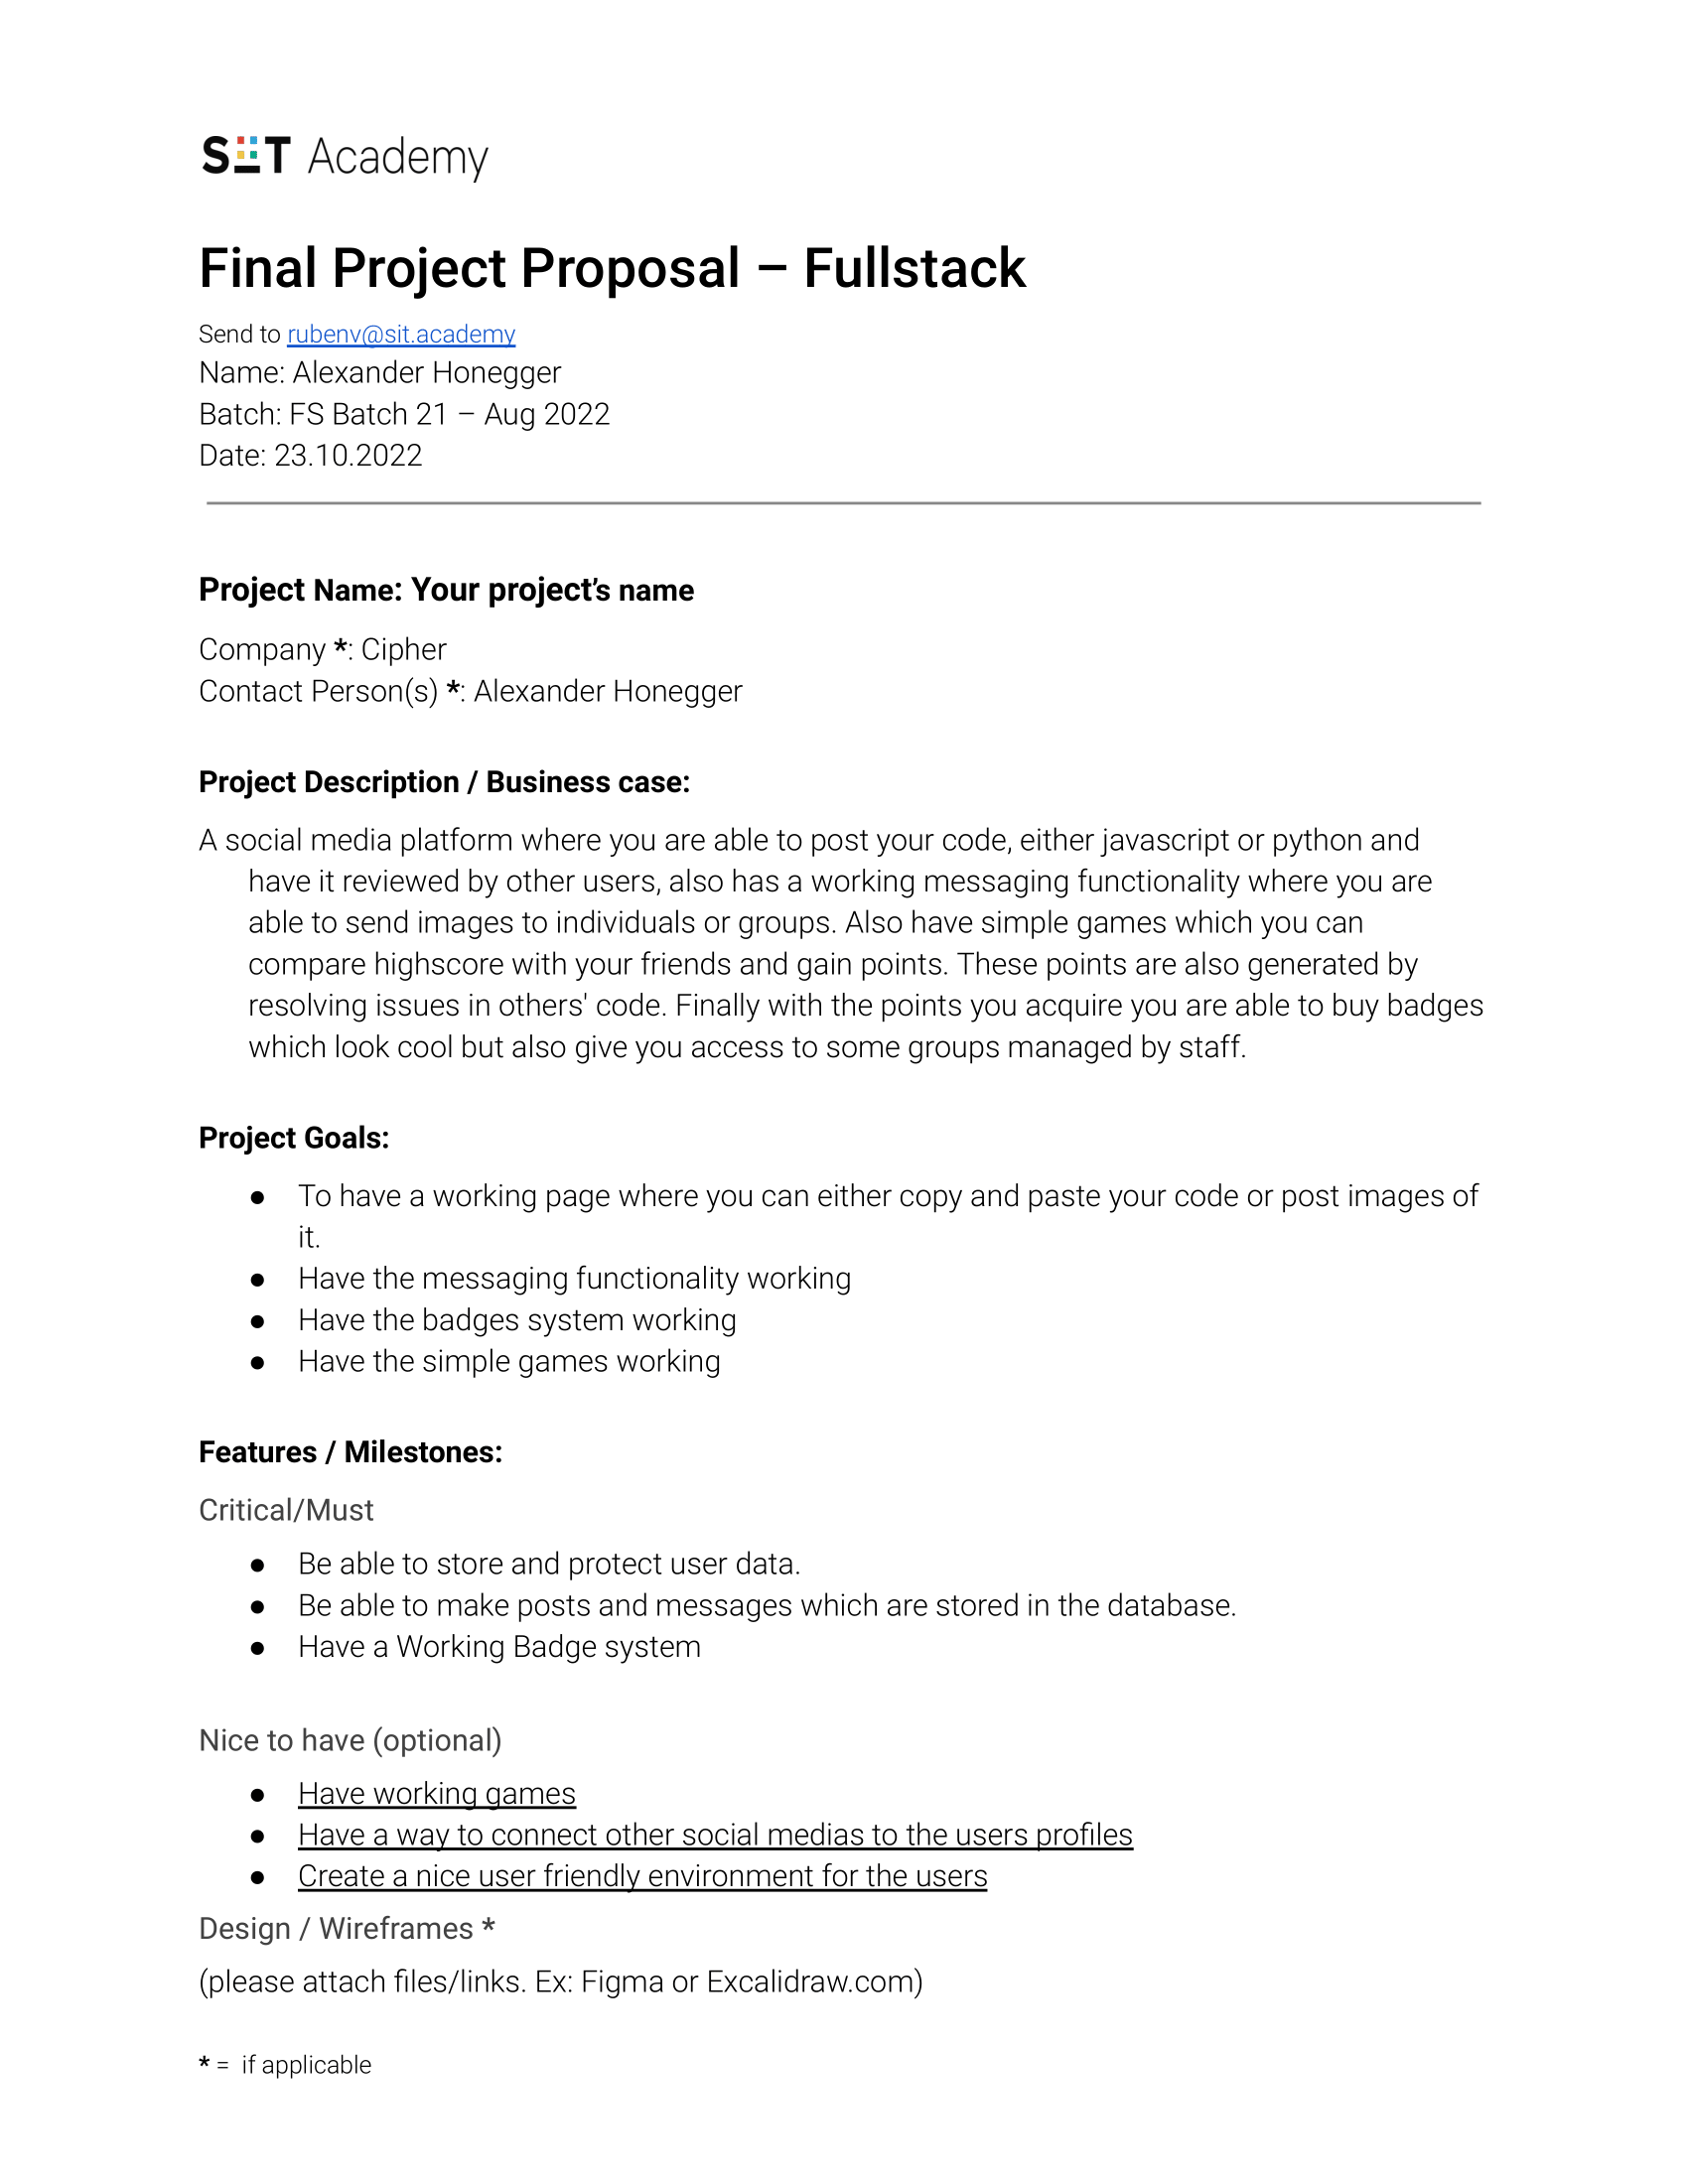 SIT Academy
Final Project Proposal – Fullstack
Send to rubenv@sit.academy
Name: Alexander Honegger
Batch: FS Batch 21 – Aug 2022
Date: 23.10.2022
Project Name: Your project’s name
Company *: Cipher
Contact Person(s) *: Alexander Honegger
Project Description / Business case:
A social media platform where you are able to post your code, either javascript or python and
have it reviewed by other users, also has a working messaging functionality where you are
able to send images to individuals or groups. Also have simple games which you can
compare highscore with your friends and gain points. These points are also generated by
resolving issues in others' code. Finally with the points you acquire you are able to buy badges
which look cool but also give you access to some groups managed by staff.
Project Goals:
● To have a working page where you can either copy and paste your code or post images of
it.
● Have the messaging functionality working
● Have the badges system working
● Have the simple games working
Features / Milestones:
Critical/Must
● Be able to store and protect user data.
● Be able to make posts and messages which are stored in the database.
● Have a Working Badge system
Nice to have (optional)
● Have working games
● Have a way to connect other social medias to the users profiles
● Create a nice user friendly environment for the users
Design / Wireframes *
(please attach files/links. Ex: Figma or Excalidraw.com)
* = if applicable